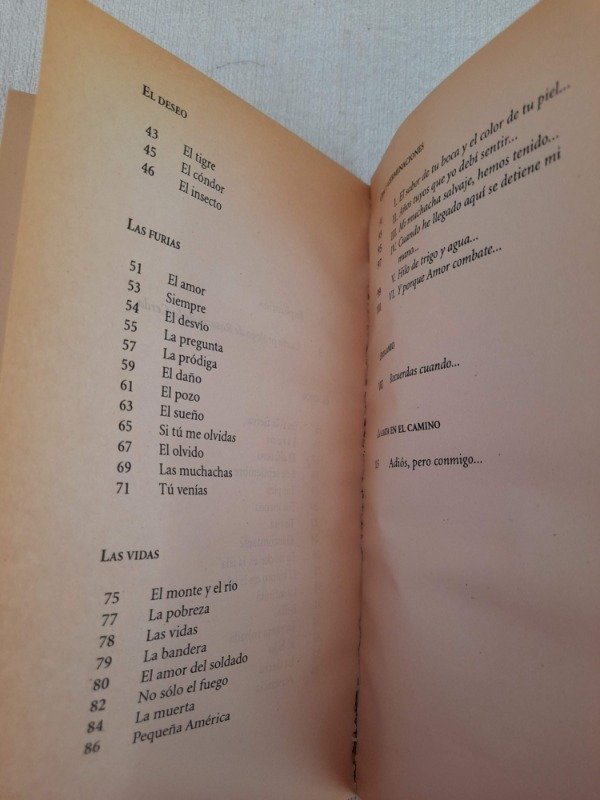 EL DESEO
43 El tigre
45 El cóndor
46 El insecto
LAS FURIAS
51 El amor
53 Siempre
54 El desvío
55 La pregunta
57 La pródiga
59 El daño
61 El pozo
63 El sueño
65 Si tú me olvidas
67 El olvido
69 Las muchachas
71 Tú venías
LAS VIDAS
75 El monte y el río
77 La pobreza
78 Las vidas
79 La bandera
80 El amor del soldado
82 No sólo el fuego
84 La muerta
86 Pequeña América
I. El sabor de tu boca y el color de tu piel...
II. Años tuyos que yo debí sentir...
III. Mi muchacha salvaje, hemos tenido...
IV. Cuando he llegado aquí se detiene mi
mano...
V. Hilo de trigo y agua...
VI. Y porque Amor combate...
Recuerdas cuando...
EN EL CAMINO
Adiós, pero conmigo...